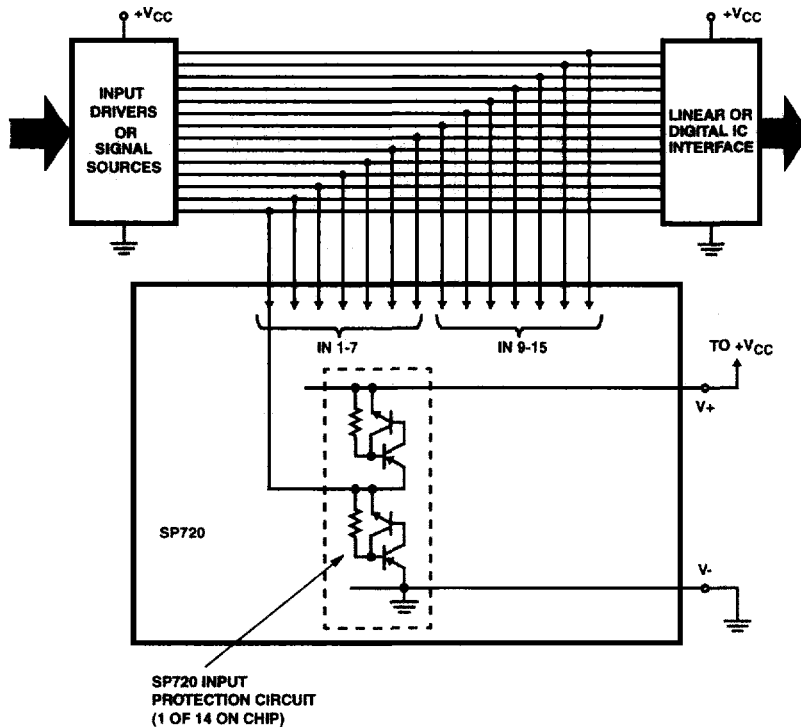 +VCC
+VCC
INPUT
DRIVERS
OR
SIGNAL
SOURCES
LINEAR OR
DIGITAL IC
INTERFACE
IN 1-7
IN 9-15
TO +VCC
V+
SP720
V-
SP720 INPUT
PROTECTION CIRCUIT
(1 OF 14 ON CHIP)